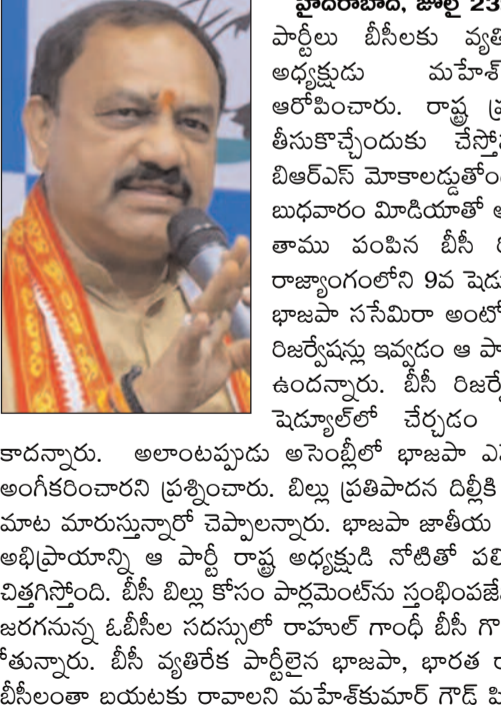 హైదరాబాద్, జూలై 23
పార్టీలు బీసీలకు వ్యతి
అధ్యక్షుడు మహేశ్
ఆరోపించారు. రాష్ట్ర
తీసుకొచ్చేందుకు చేస్తో
బిఆర్ఎస్ మోకాలడ్డుతోం
బుధవారం మీడియాతో
తాము పంపిన బీసీ
రాజ్యాంగంలోని 9వ షెడ్యూ
భాజపా ససేమిరా అంటో
రిజర్వేషన్లు ఇవ్వడం ఆ పా
ఉందన్నారు. బీసీ రిజర్వే
షెడ్యూల్‌లో చేర్చడం
కాదన్నారు. అలాంటప్పుడు అసెంబ్లీలో భాజపా ఎ
అంగీకరించారని ప్రశ్నించారు. బిల్లు ప్రతిపాదన దిల్లీకి
మాట మారుస్తున్నారో చెప్పాలన్నారు. భాజపా జాతీయ
అభిప్రాయాన్ని ఆ పార్టీ రాష్ట్ర అధ్యక్షుడి నోటితో పలి
చిత్తగిస్తోంది. బీసీ బిల్లు కోసం పార్లమెంట్‌ను స్తంభింపజే
జరగనున్న ఓబీసీల సదస్సులో రాహుల్ గాంధీ బీసీ గొ
ోతున్నారు. బీసీ వ్యతిరేక పార్టీలైన భాజపా, భారత రా
బీసీలంతా బయటకు రావాలని మహేశ్‌కుమార్ గౌడ్ పి